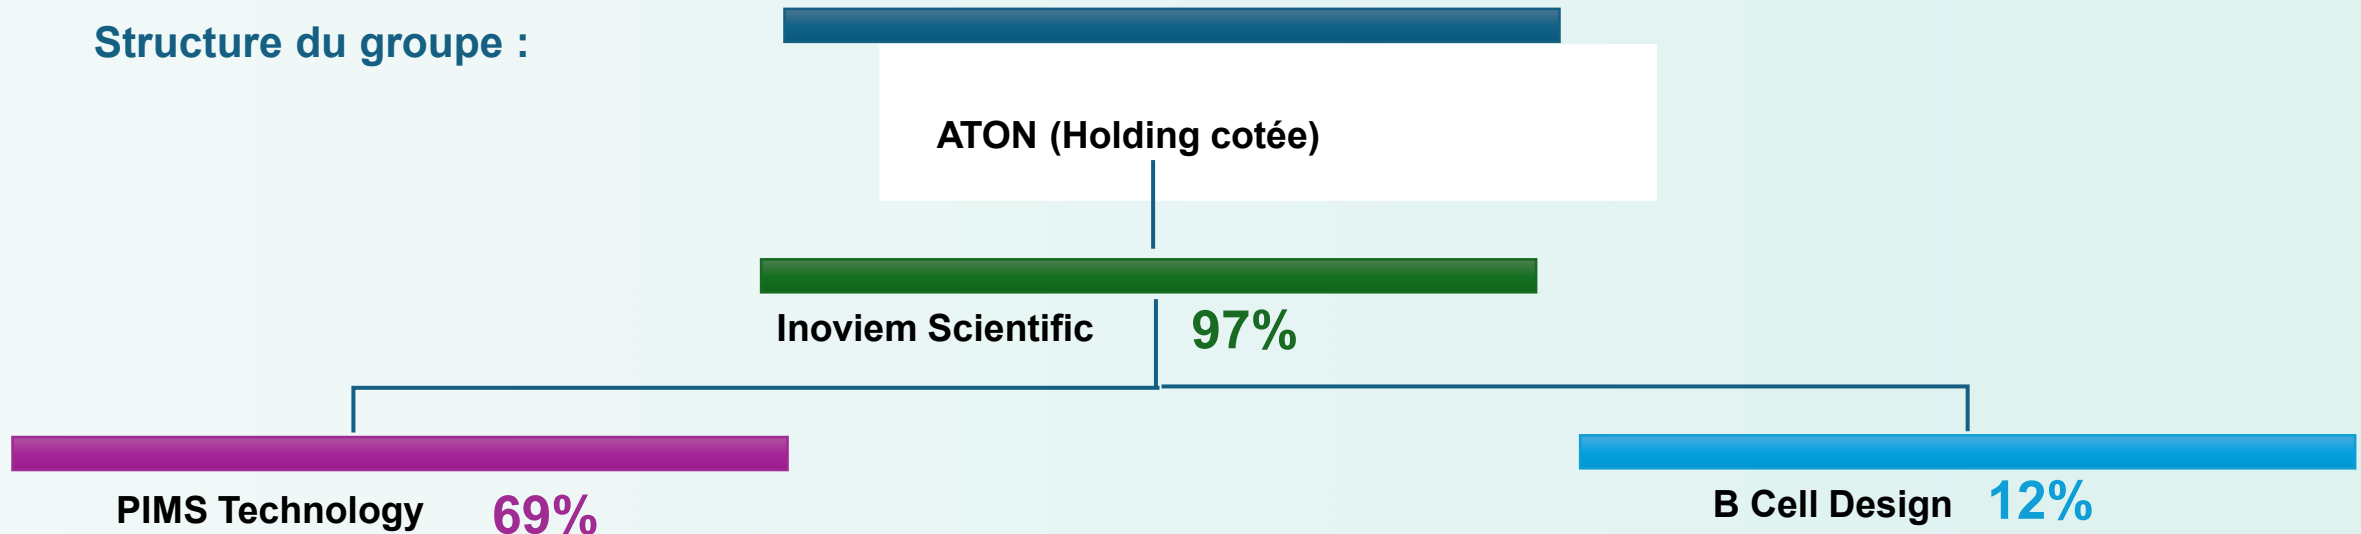 Structure du groupe :
ATON (Holding cotée)
Inoviem Scientific 97%
PIMS Technology 69%
B Cell Design 12%